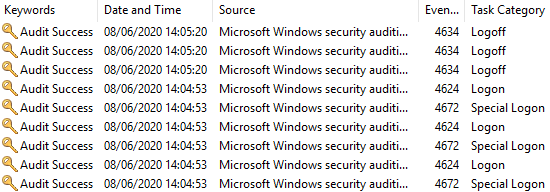 Keywords Date and Time Source Even... Task Category
Audit Success 08/06/2020 14:05:20 Microsoft Windows security auditi... 4634 Logoff
Audit Success 08/06/2020 14:05:20 Microsoft Windows security auditi... 4634 Logoff
Audit Success 08/06/2020 14:05:20 Microsoft Windows security auditi... 4634 Logoff
Audit Success 08/06/2020 14:04:53 Microsoft Windows security auditi... 4624 Logon
Audit Success 08/06/2020 14:04:53 Microsoft Windows security auditi... 4672 Special Logon
Audit Success 08/06/2020 14:04:53 Microsoft Windows security auditi... 4624 Logon
Audit Success 08/06/2020 14:04:53 Microsoft Windows security auditi... 4672 Special Logon
Audit Success 08/06/2020 14:04:53 Microsoft Windows security auditi... 4624 Logon
Audit Success 08/06/2020 14:04:53 Microsoft Windows security auditi... 4672 Special Logon